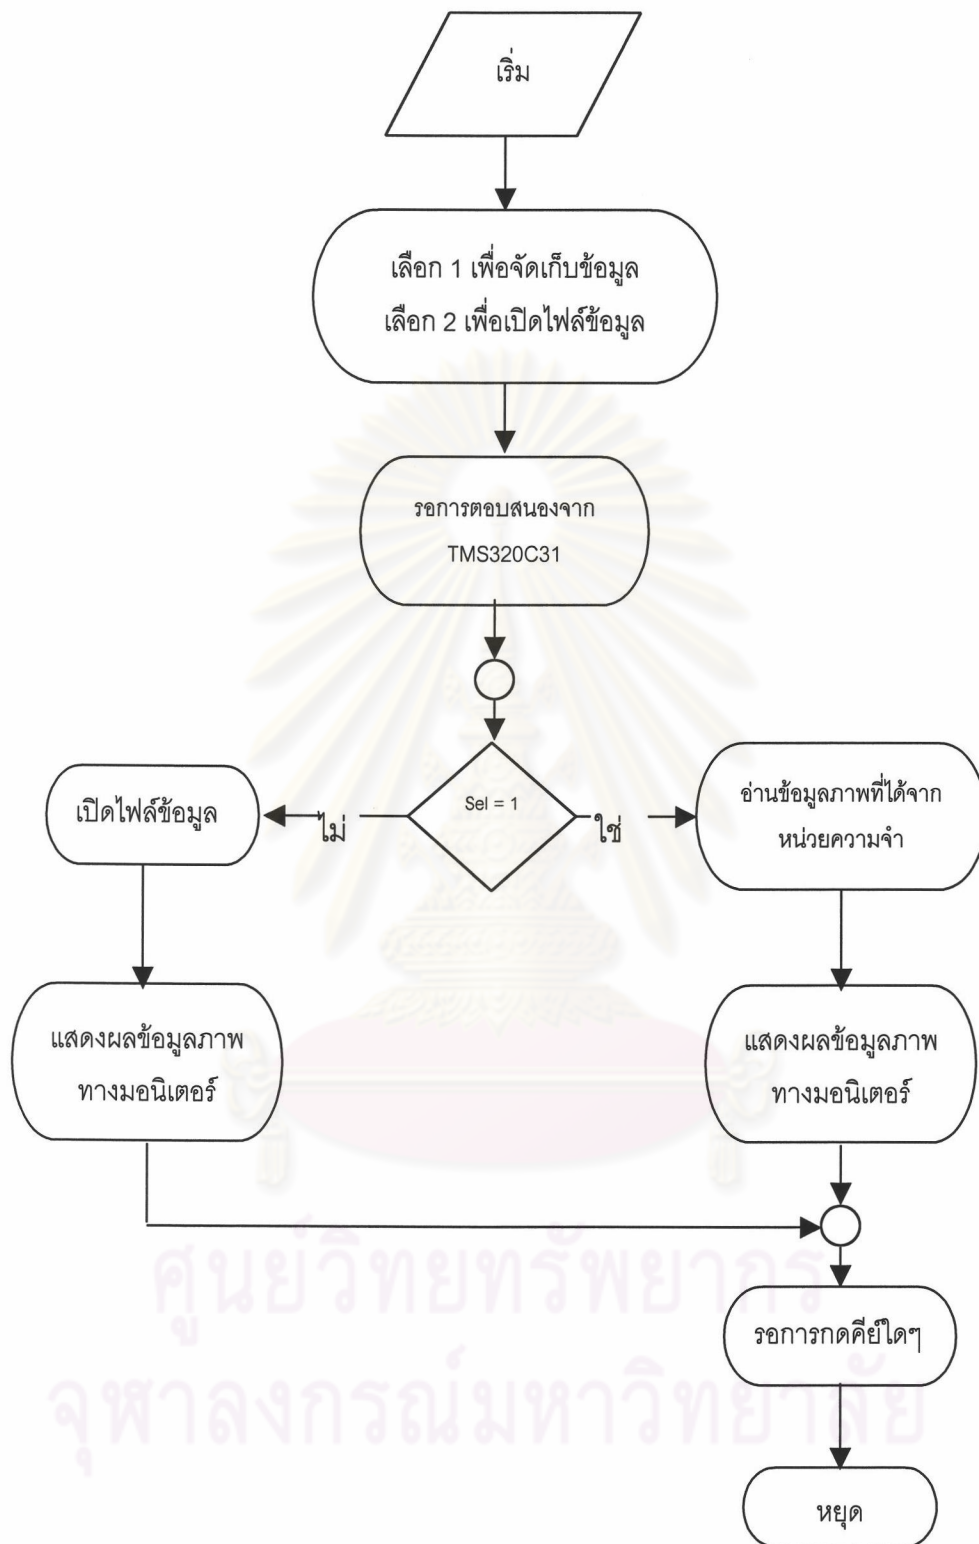 เริ่ม
เลือก 1 เพื่อจัดเก็บข้อมูล
เลือก 2 เพื่อเปิดไฟล์ข้อมูล
รอการตอบสนองจาก
TMS320C31
Sel = 1
ไม่
ใช่
เปิดไฟล์ข้อมูล
อ่านข้อมูลภาพที่ได้จาก
หน่วยความจำ
แสดงผลข้อมูลภาพ
ทางมอนิเตอร์
แสดงผลข้อมูลภาพ
ทางมอนิเตอร์
ศูนย์วิทยทรัพยากร
รอการกดคีย์ใดๆ
จุฬาลงกรณ์มหาวิทยาลัย
หยุด